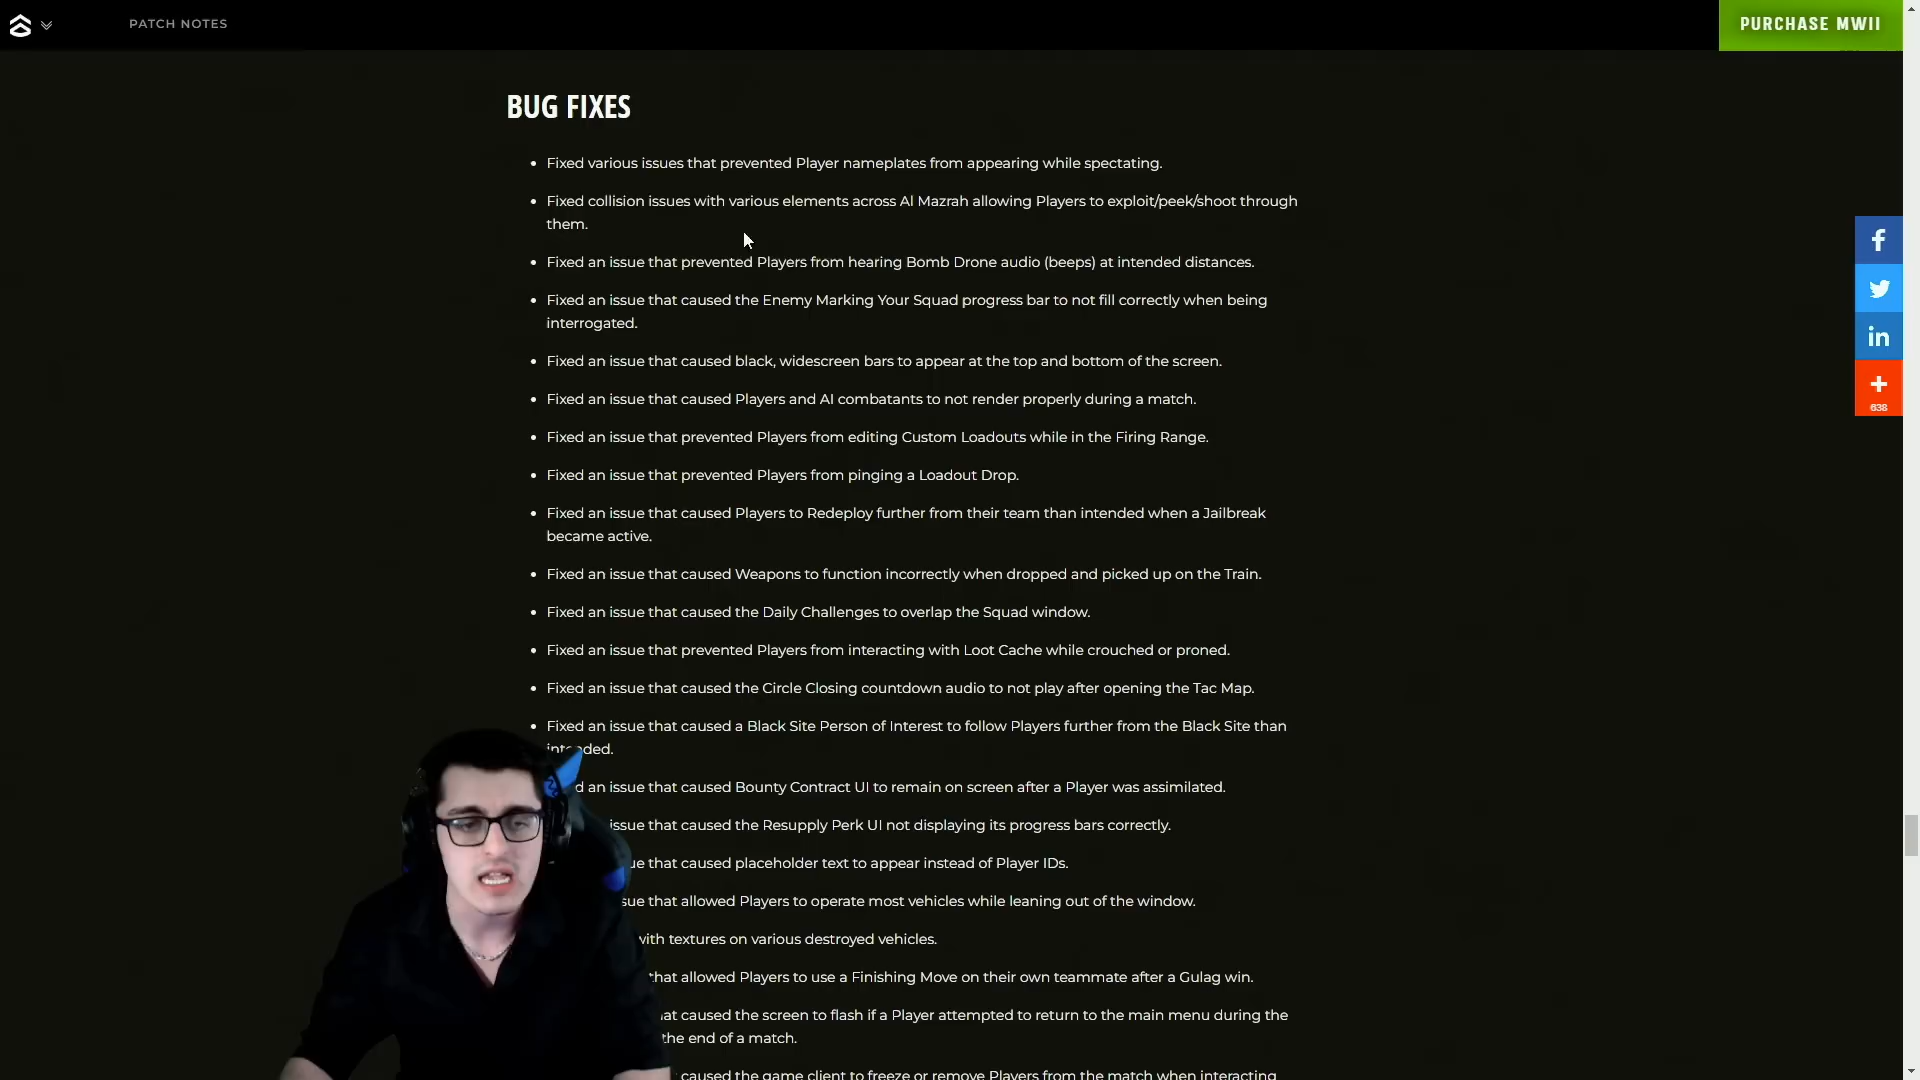 PATCH NOTES
PURCHASE MWII
BUG FIXES
Fixed various issues that prevented Player nameplates from appearing while spectating.
Fixed collision issues with various elements across Al Mazrah allowing Players to exploit/peek/shoot through
them.
Fixed an issue that prevented Players from hearing Bomb Drone audio (beeps) at intended distances.
Fixed an issue that caused the Enemy Marking Your Squad progress bar to not fill correctly when being
interrogated.
Fixed an issue that caused black, widescreen bars to appear at the top and bottom of the screen.
Fixed an issue that caused Players and AI combatants to not render properly during a match.
638
Fixed an issue that prevented Players from editing Custom Loadouts while in the Firing Range.
Fixed an issue that prevented Players from pinging a Loadout Drop.
Fixed an issue that caused Players to Redeploy further from their team than intended when a Jailbreak
became active.
Fixed an issue that caused Weapons to function incorrectly when dropped and picked up on the Train.
Fixed an issue that caused the Daily Challenges to overlap the Squad window.
Fixed an issue that prevented Players from interacting with Loot Cache while crouched or proned.
Fixed an issue that caused the Circle Closing countdown audio to not play after opening the Tac Map.
Fixed an issue that caused a Black Site Person of Interest to follow Players further from the Black Site than
intended.
an issue that caused Bounty Contract UI to remain on screen after a Player was assimilated.
issue that caused the Resupply Perk UI not displaying its progress bars correctly.
that caused placeholder text to appear instead of Player IDs.
that allowed Players to operate most vehicles while leaning out of the window.
with textures on various destroyed vehicles.
that allowed Players to use a Finishing Move on their own teammate after a Gulag win.
caused the screen to flash if a Player attempted to return to the main menu during the
the end of a match.
caused the game client to freeze or remove Players from the match when interacting